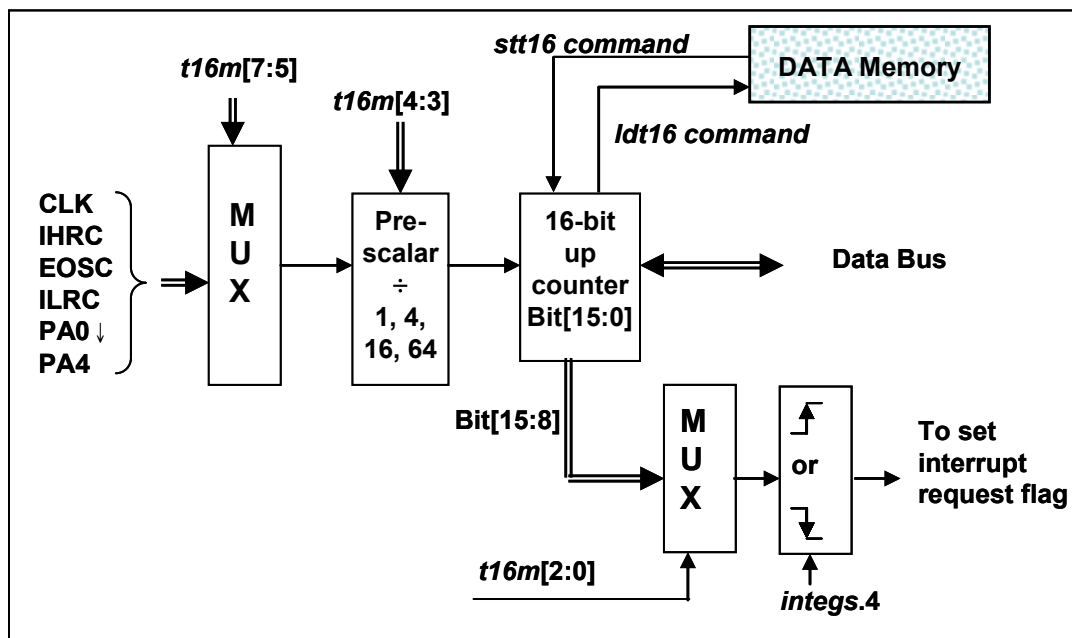 stt16 command
DATA Memory
t16m[7:5]
t16m[4:3]
ldt16 command
CLK
IHRC
EOSC
ILRC
PA0 ↓
PA4
M
U
X
Pre-
scalar
÷
1, 4,
16, 64
16-bit
up
counter
Bit[15:0]
Data Bus
Bit[15:8]
M
U
X
or
To set
interrupt
request flag
t16m[2:0]
integs.4